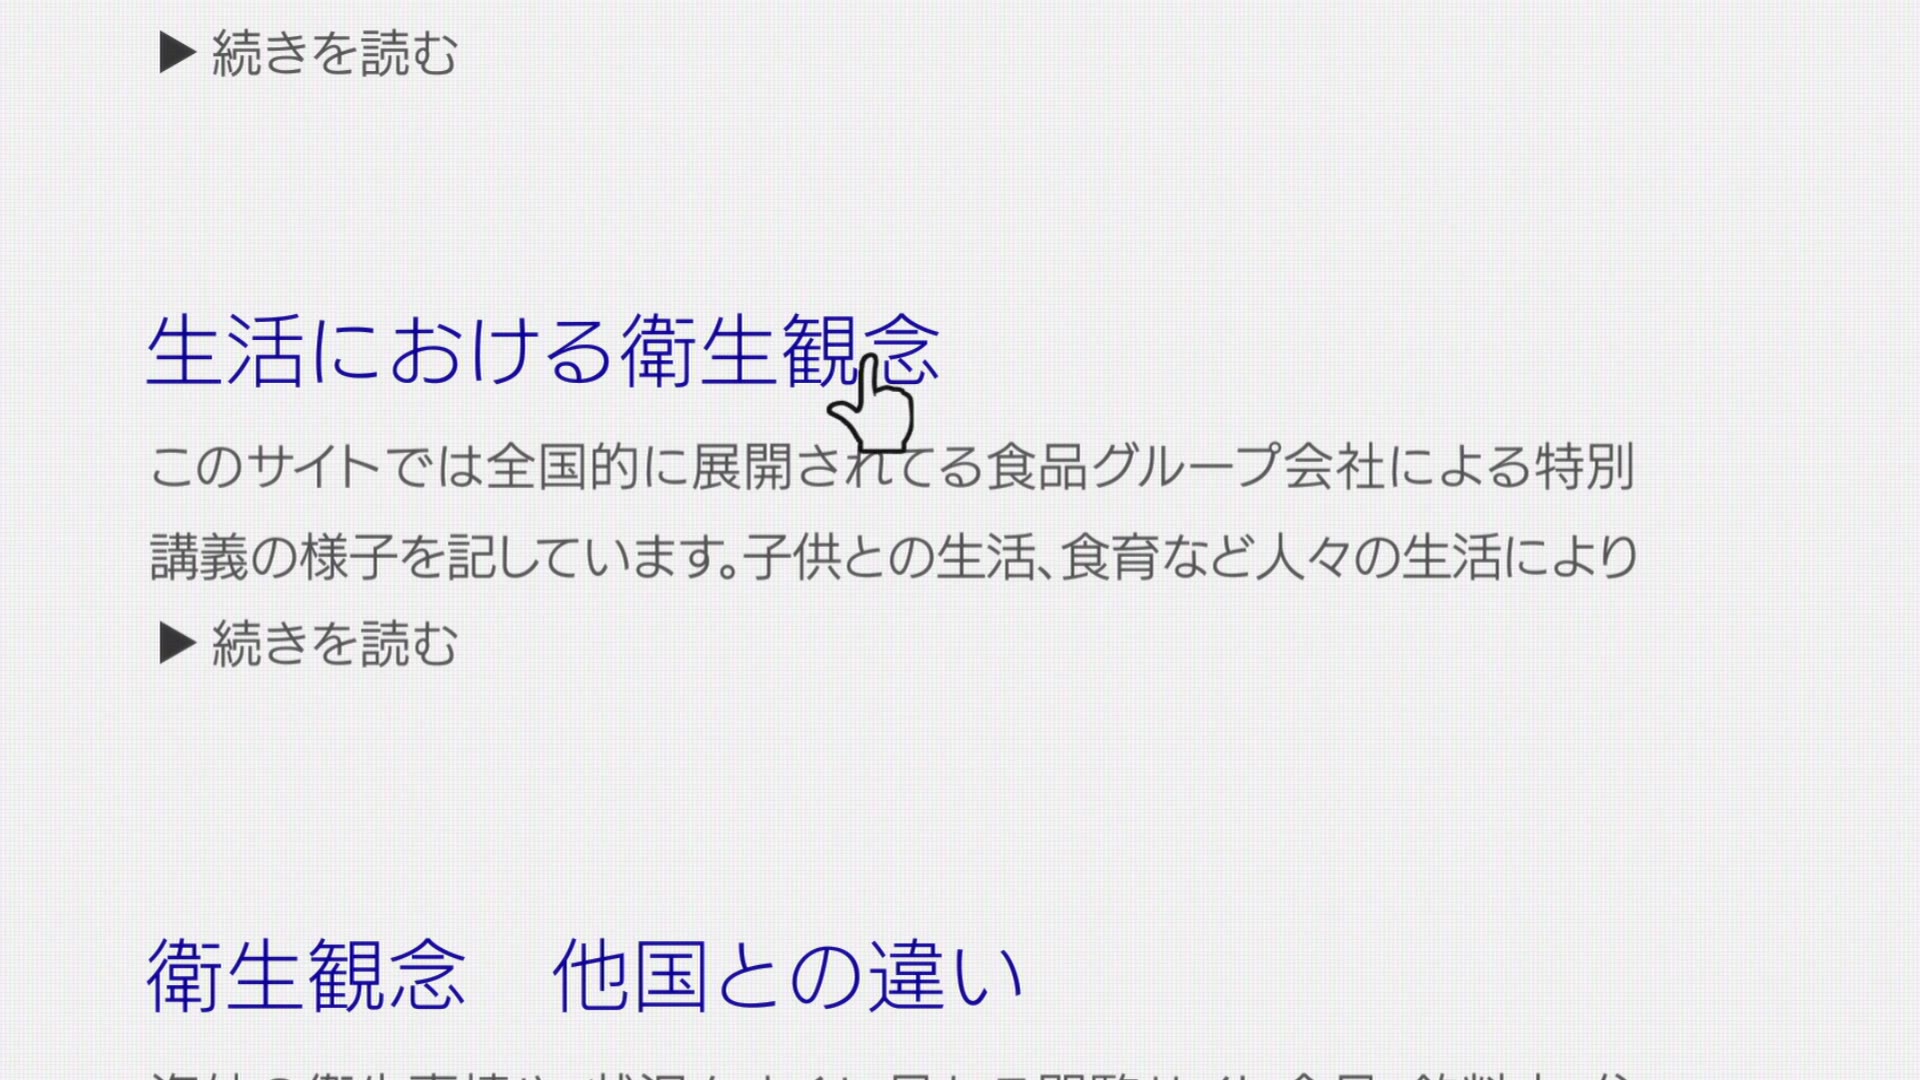 ▶ 続きを読む
生活における衛生観念
このサイトでは全国的に展開されてる食品グループ会社による特別
講義の様子を記しています。子供との生活、食育など人々の生活により
▶ 続きを読む
衛生観念　他国との違い